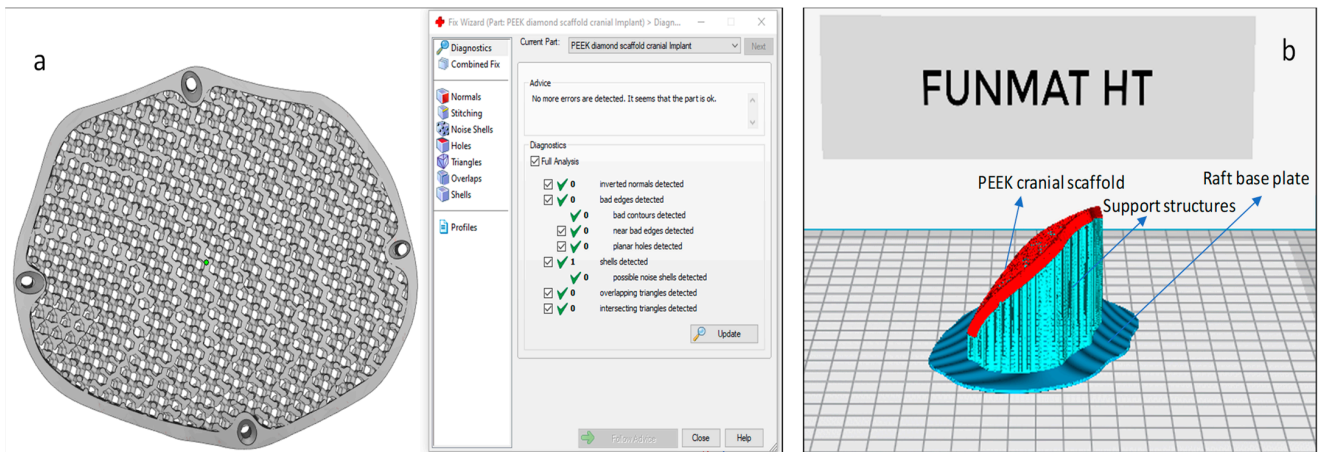 a
Fix Wizard (Part: PEEK diamond scaffold cranial Implant) > Diagn...
Diagnostics
Combined Fix
Normals
Stitching
Noise Shells
Holes
Triangles
Overlaps
Shells
Profiles
Current Part: PEEK diamond scaffold cranial Implant Next
Advice
No more errors are detected. It seems that the part is ok.
Diagnostics
Full Analysis
0 inverted normals detected
0 bad edges detected
0 bad contours detected
0 near bad edges detected
0 planar holes detected
1 shells detected
0 possible noise shells detected
0 overlapping triangles detected
0 intersecting triangles detected
Update
Follow Advice Close Help
b
FUNMAT HT
PEEK cranial scaffold
Raft base plate
Support structures